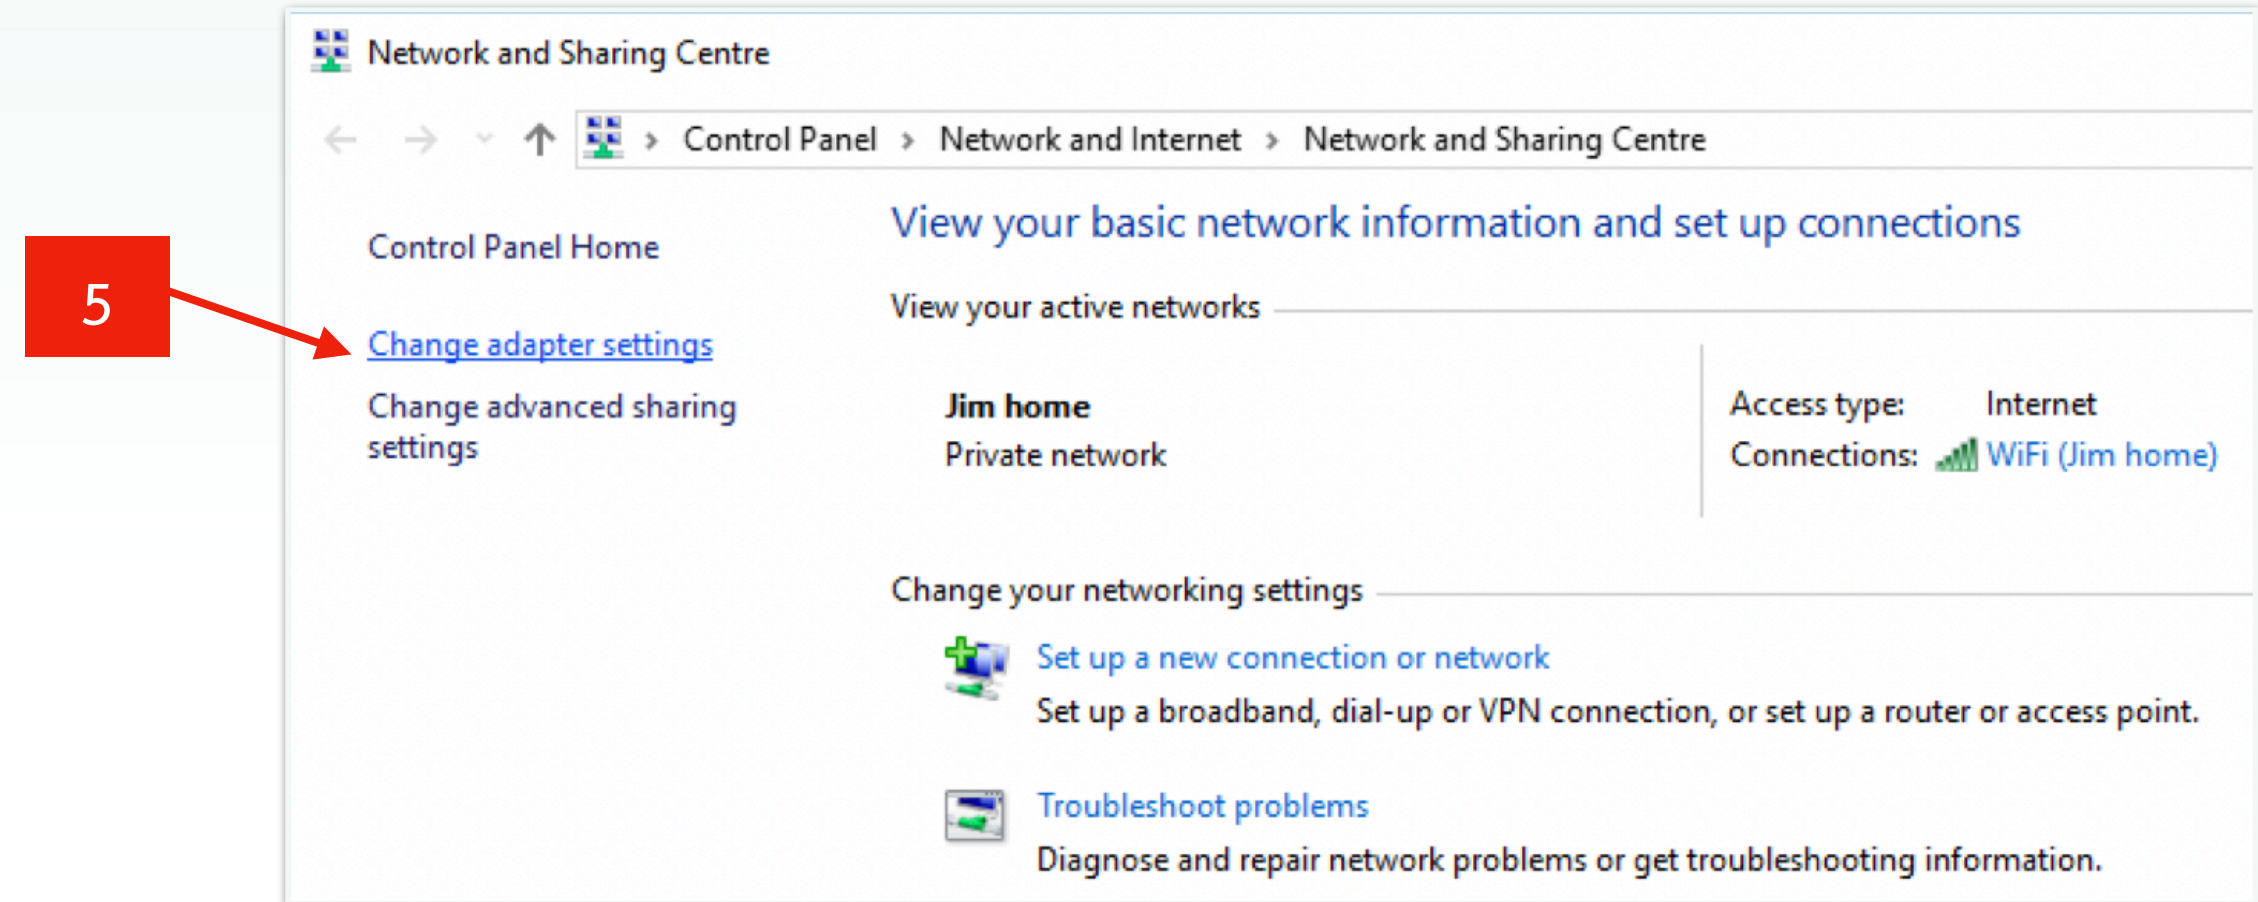 Network and Sharing Centre
Control Panel > Network and Internet > Network and Sharing Centre
5
Control Panel Home
Change adapter settings
Change advanced sharing
settings
View your basic network information and set up connections
View your active networks
Jim home
Private network
Access type: Internet
Connections: WiFi (Jim home)
Change your networking settings
Set up a new connection or network
Set up a broadband, dial-up or VPN connection, or set up a router or access point.
Troubleshoot problems
Diagnose and repair network problems or get troubleshooting information.